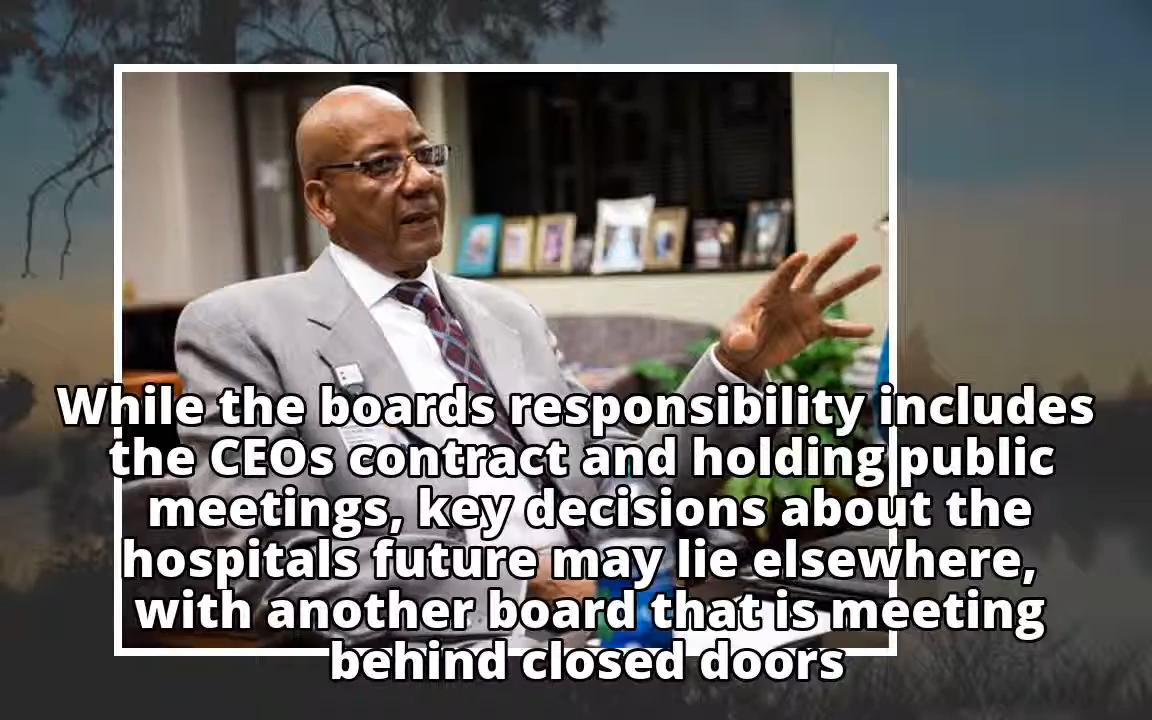 While the boards responsibility includes
the CEOs contract and holding public
meetings, key decisions about the
hospitals future may lie elsewhere,
with another board that is meeting
behind closed doors